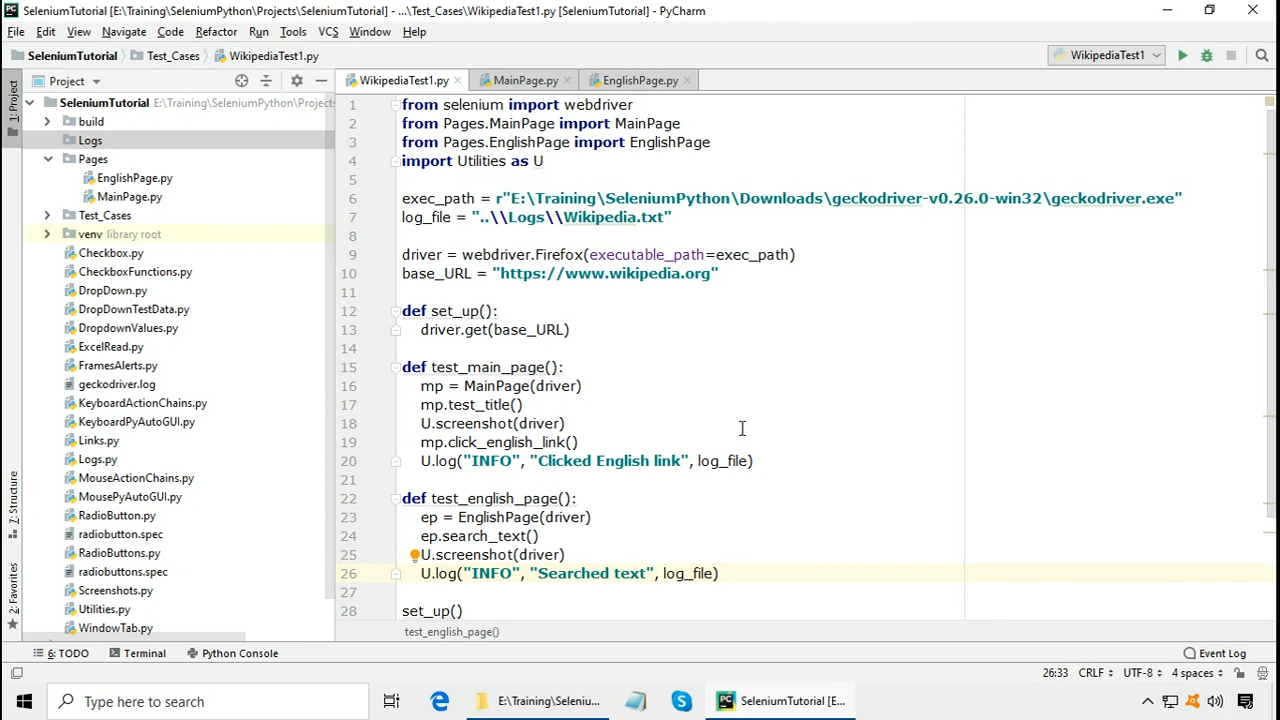 SeleniumTutorial [E:\Training\SeleniumPython\Projects\SeleniumTutorial] - ...\Test_Cases\WikipediaTest1.py [SeleniumTutorial] - PyCharm
File Edit View Navigate Code Refactor Run Tools VCS Window Help
SeleniumTutorial Test_Cases WikipediaTest1.py WikipediaTest1
Project WikipediaTest1.py MainPage.py EnglishPage.py
1: Project
7: Structure
2: Favorites
SeleniumTutorial E:\Training\SeleniumPython\Project
build
Logs
Pages
EnglishPage.py
MainPage.py
Test_Cases
venv library root
Checkbox.py
CheckboxFunctions.py
DropDown.py
DropDownTestData.py
DropdownValues.py
ExcelRead.py
FramesAlerts.py
geckodriver.log
KeyboardActionChains.py
KeyboardPyAutoGUI.py
Links.py
Logs.py
MouseActionChains.py
MousePyAutoGUI.py
RadioButton.py
radiobutton.spec
RadioButtons.py
radiobuttons.spec
Screenshots.py
Utilities.py
WindowTab.py
1 from selenium import webdriver
2 from Pages.MainPage import MainPage
3 from Pages.EnglishPage import EnglishPage
4 import Utilities as U
5
6 exec_path = r"E:\Training\SeleniumPython\Downloads\geckodriver-v0.26.0-win32\geckodriver.exe"
7 log_file = "..\\Logs\\Wikipedia.txt"
8
9 driver = webdriver.Firefox(executable_path=exec_path)
10 base_URL = "https://www.wikipedia.org"
11
12 def set_up():
13 driver.get(base_URL)
14
15 def test_main_page():
16 mp = MainPage(driver)
17 mp.test_title()
18 U.screenshot(driver)
19 mp.click_english_link()
20 U.log("INFO", "Clicked English link", log_file)
21
22 def test_english_page():
23 ep = EnglishPage(driver)
24 ep.search_text()
25 U.screenshot(driver)
26 U.log("INFO", "Searched text", log_file)
27
28 set_up()
test_english_page()
6: TODO Terminal Python Console Event Log
26:33 CRLF UTF-8 4 spaces
Type here to search E:\Training\Seleniu... SeleniumTutorial [E...